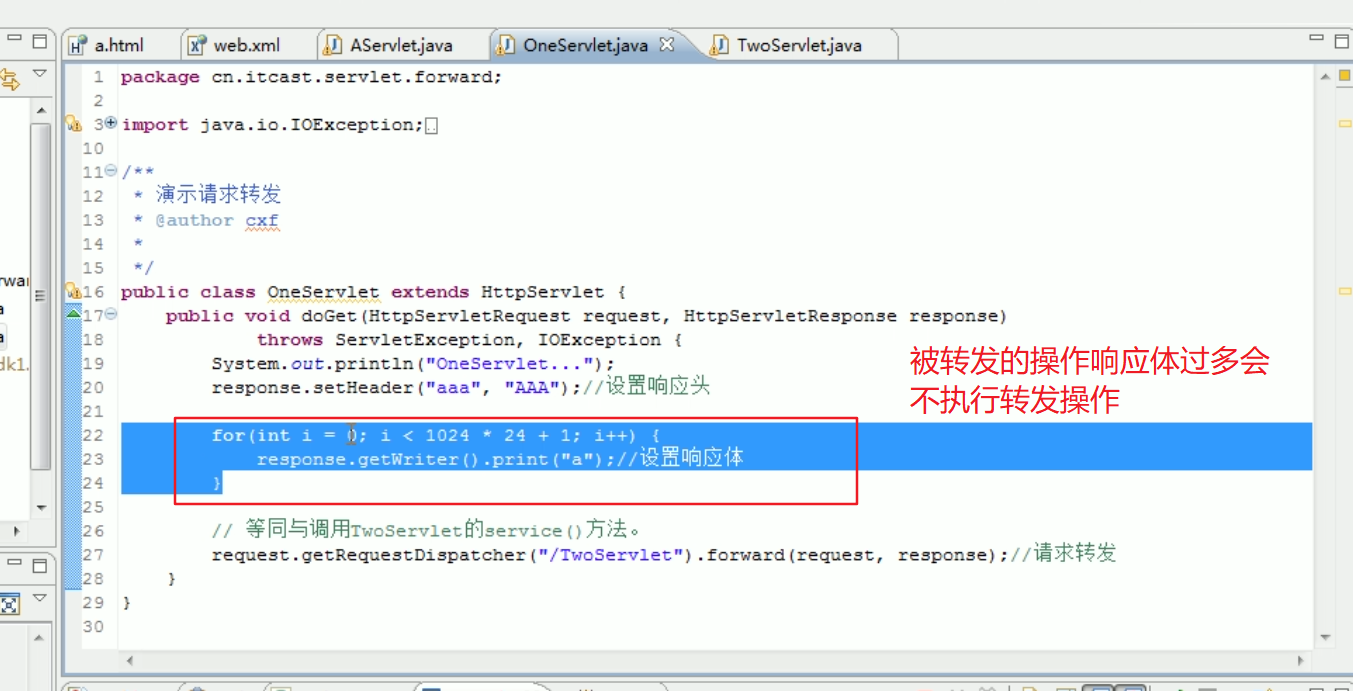 a.html web.xml AServlet.java OneServlet.java TwoServlet.java
1 package cn.itcast.servlet.forward;
2
3 import java.io.IOException;
10
11 /**
12 * 演示请求转发
13 * @author cxf
14 *
15 */
16 public class OneServlet extends HttpServlet {
17 public void doGet(HttpServletRequest request, HttpServletResponse response)
18 throws ServletException, IOException {
19 System.out.println("OneServlet...");
20 response.setHeader("aaa", "AAA");//设置响应头
被转发的操作响应体过多会
不执行转发操作
21
22 for(int i = 0; i < 1024 * 24 + 1; i++) {
23 response.getWriter().print("a");//设置响应体
24 }
25
26 // 等同与调用TwoServlet的service()方法。
27 request.getRequestDispatcher("/TwoServlet").forward(request, response);//请求转发
28 }
29 }
30